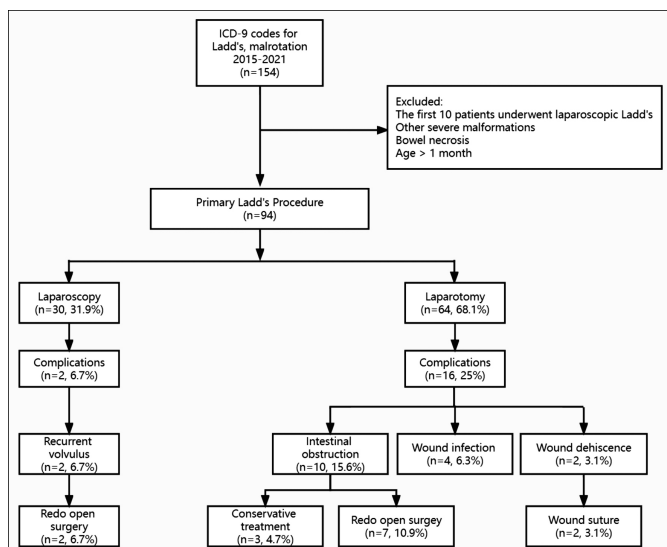 ICD-9 codes for
Ladd's, malrotation
2015-2021
(n=154)
Excluded:
The first 10 patients underwent laparoscopic Ladd's
Other severe malformations
Bowel necrosis
Age > 1 month
Primary Ladd's Procedure
(n=94)
Laparoscopy
(n=30, 31.9%)
Laparotomy
(n=64, 68.1%)
Complications
(n=2, 6.7%)
Complications
(n=16, 25%)
Recurrent
volvulus
(n=2, 6.7%)
Intestinal
obstruction
(n=10, 15.6%)
Wound infection
(n=4, 6.3%)
Wound dehiscence
(n=2, 3.1%)
Redo open
surgery
(n=2, 6.7%)
Conservative
treatment
(n=3, 4.7%)
Redo open surgey
(n=7, 10.9%)
Wound suture
(n=2, 3.1%)